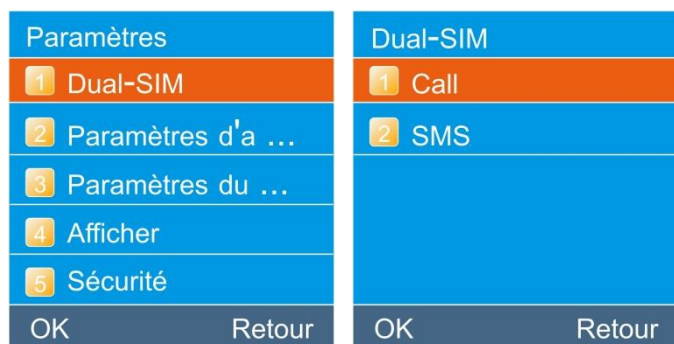 Paramètres
1 Dual-SIM
2 Paramètres d'a ...
3 Paramètres du ...
4 Afficher
5 Sécurité
OK Retour
Dual-SIM
1 Call
2 SMS
OK Retour